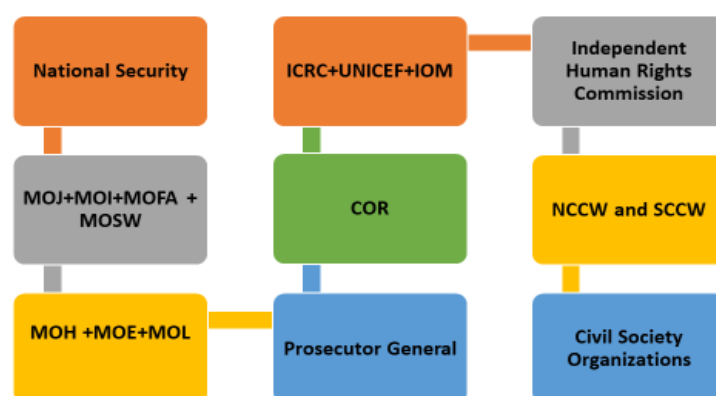 National Security
MOJ+MOI+MOFA +
MOSW
MOH +MOE+MOL
Prosecutor General
COR
ICRC+UNICEF+IOM
Independent
Human Rights
Commission
NCCW and SCCW
Civil Society
Organizations